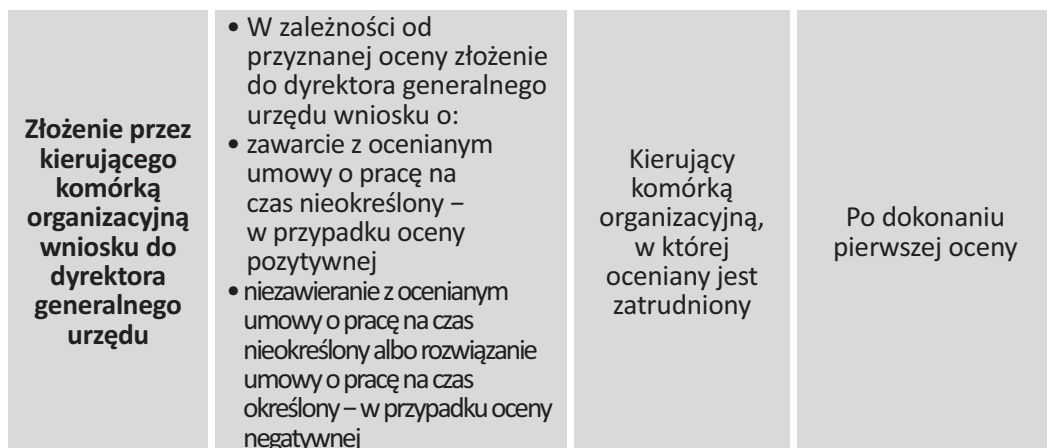 Złożenie przez
kierującego
komórką
organizacyjną
wniosku do
dyrektora
generalnego
urzędu
• W zależności od
przyznanej oceny złożenie
do dyrektora generalnego
urzędu wniosku o:
• zawarcie z ocenianym
umowy o pracę na
czas nieokreślony –
w przypadku oceny
pozytywnej
• niezawieranie z ocenianym
umowy o pracę na czas
nieokreślony albo rozwiązanie
umowy o pracę na czas
określony – w przypadku oceny
negatywnej
Kierujący
komórką
organizacyjną,
w której
oceniany jest
zatrudniony
Po dokonaniu
pierwszej oceny